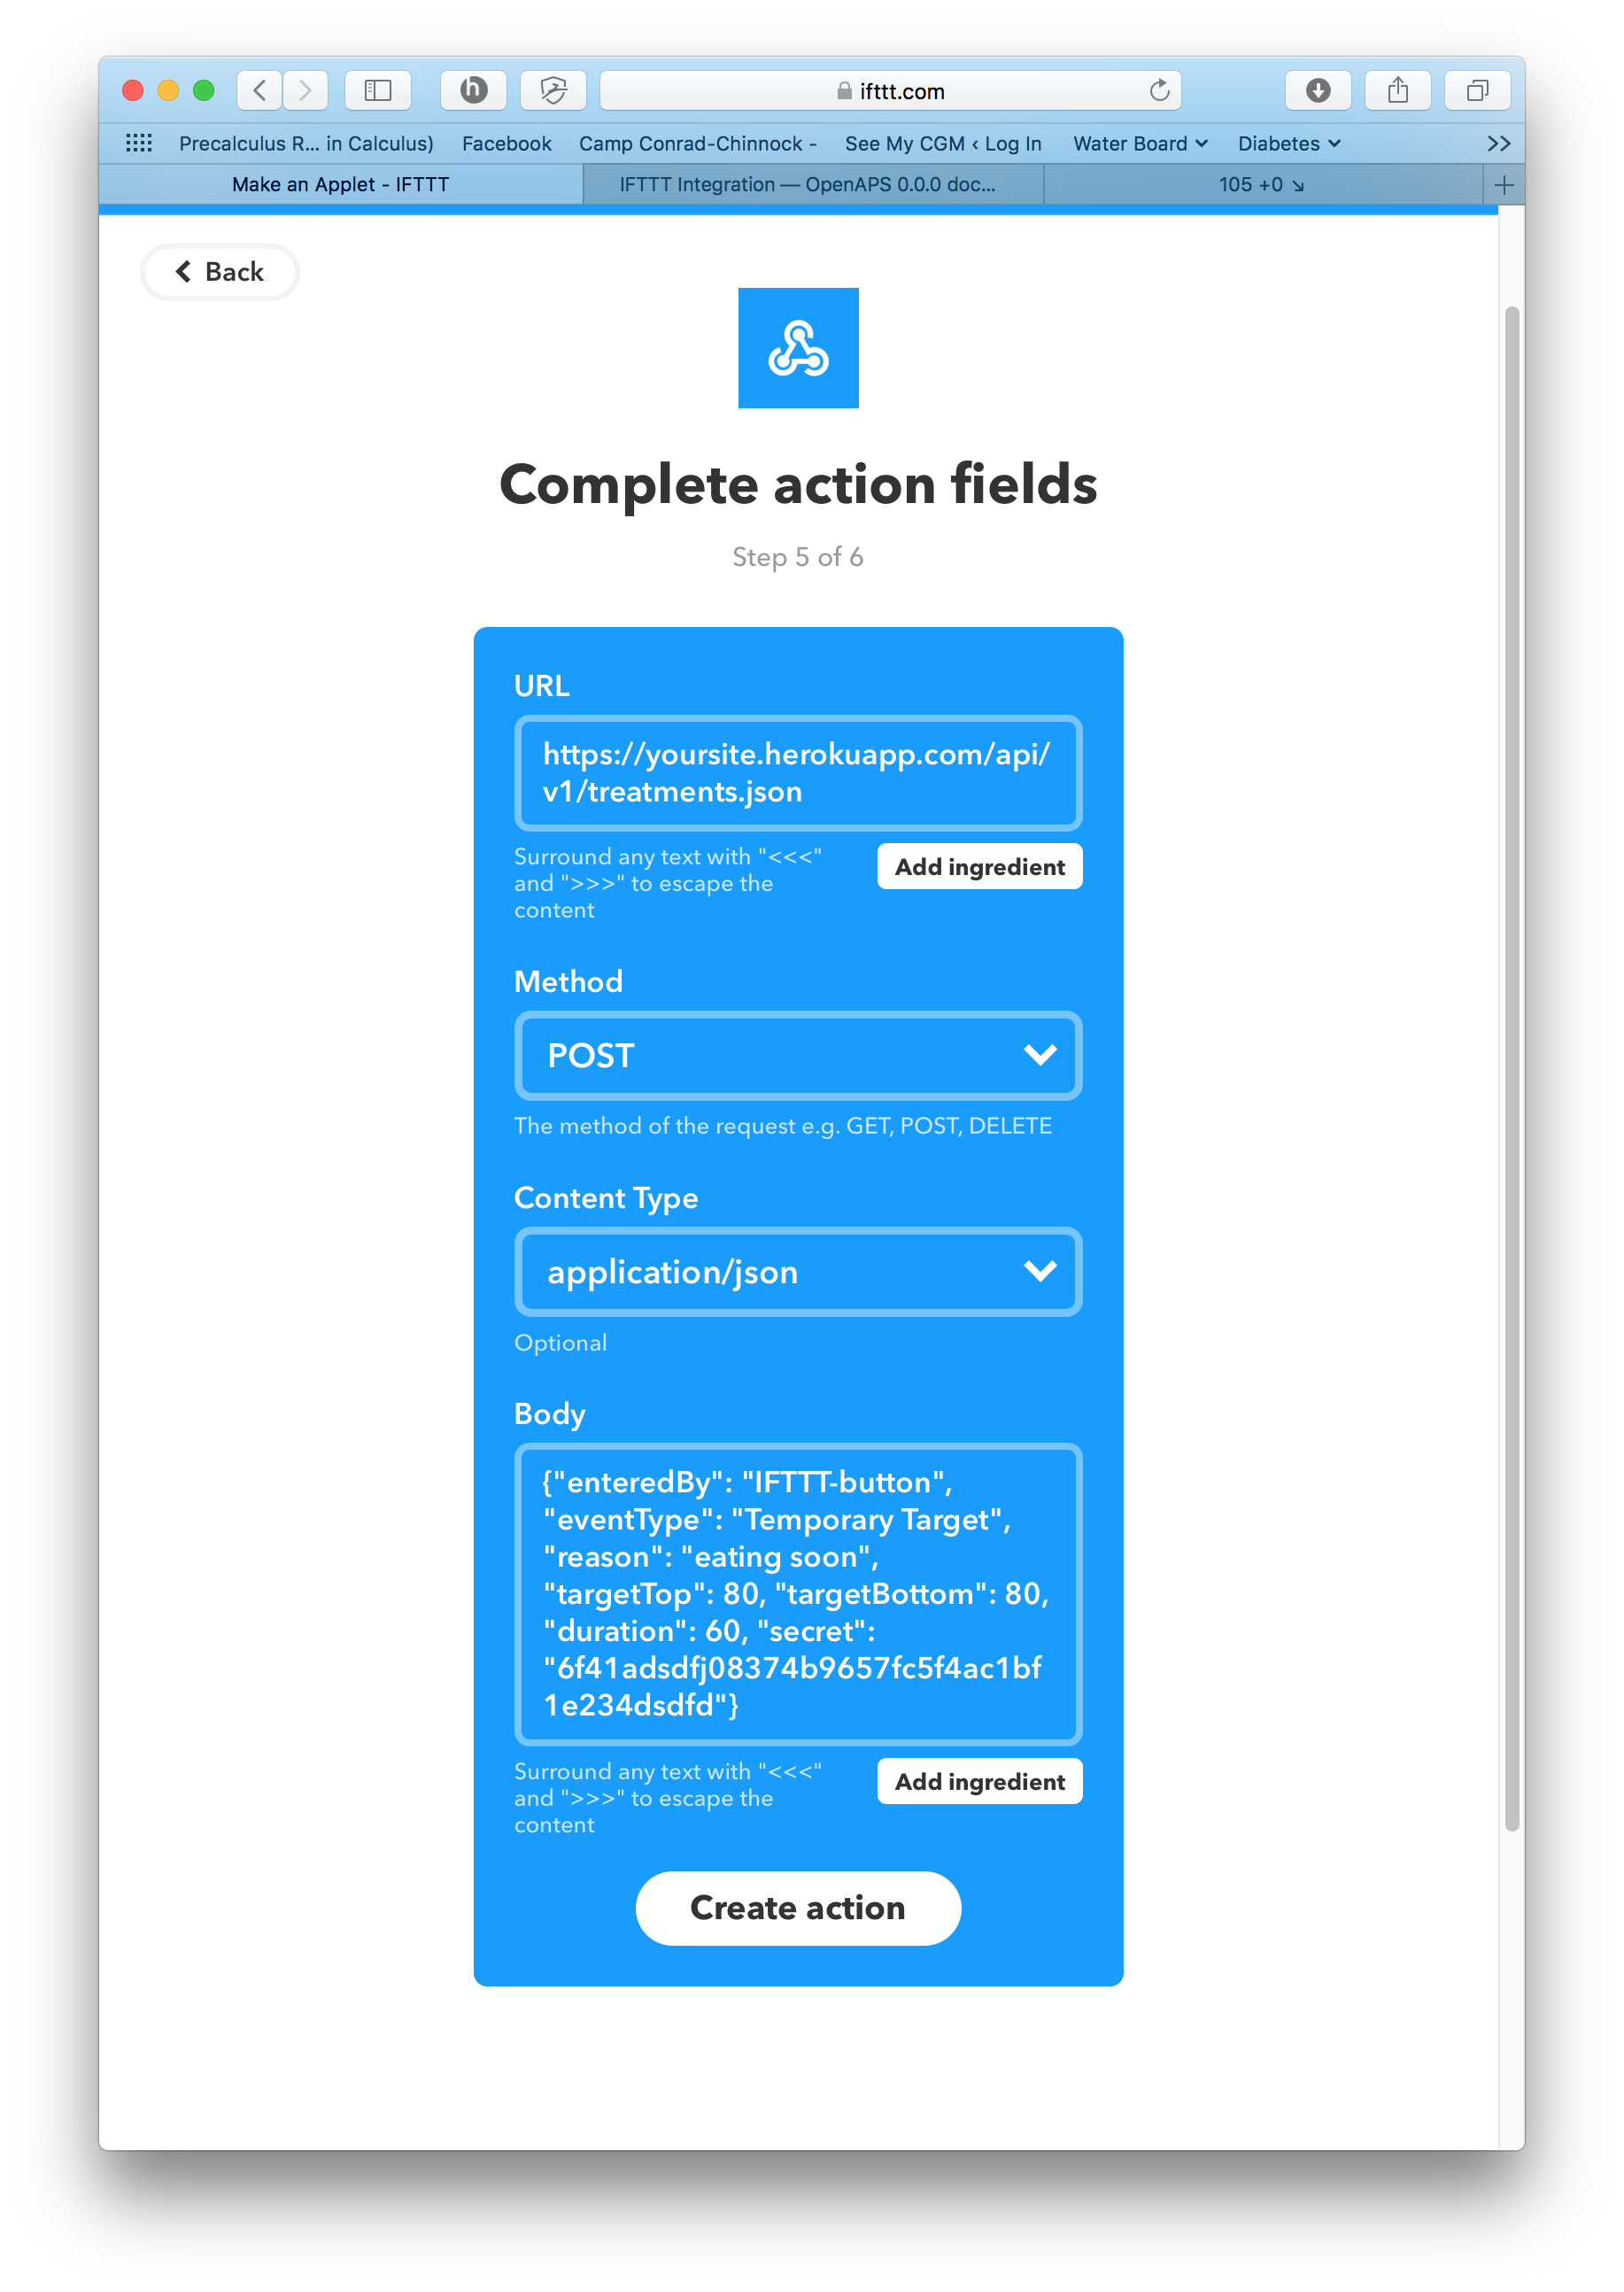 ifttt.com
Precalculus R... in Calculus) Facebook Camp Conrad-Chinnock - See My CGM ‹ Log In Water Board Diabetes
Make an Applet - IFTTT IFTTT Integration — OpenAPS 0.0.0 doc... 105 +0 ↘
Back
Complete action fields
Step 5 of 6
URL
https://yoursite.herokuapp.com/api/
v1/treatments.json
Surround any text with "<<<"
and ">>>" to escape the
content
Add ingredient
Method
POST
The method of the request e.g. GET, POST, DELETE
Content Type
application/json
Optional
Body
{"enteredBy": "IFTTT-button",
"eventType": "Temporary Target",
"reason": "eating soon",
"targetTop": 80, "targetBottom": 80,
"duration": 60, "secret":
"6f41adsdfj08374b9657fc5f4ac1bf
1e234dsdfd"}
Surround any text with "<<<"
and ">>>" to escape the
content
Add ingredient
Create action